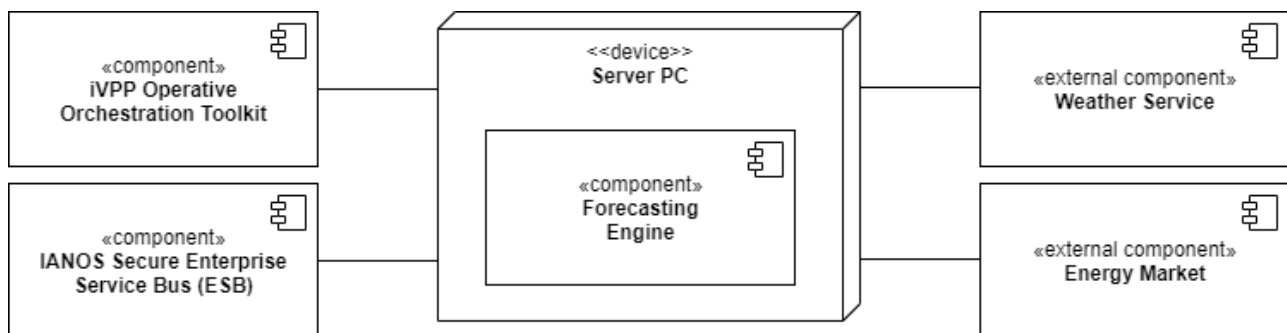 «component»
iVPP Operative
Orchestration Toolkit
«component»
IANOS Secure Enterprise
Service Bus (ESB)
<<device>>
Server PC
«component»
Forecasting
Engine
«external component»
Weather Service
«external component»
Energy Market